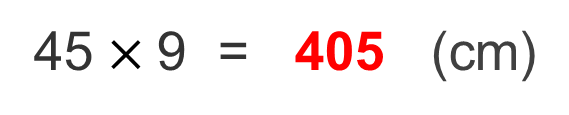 45 × 9 = 405 (cm)